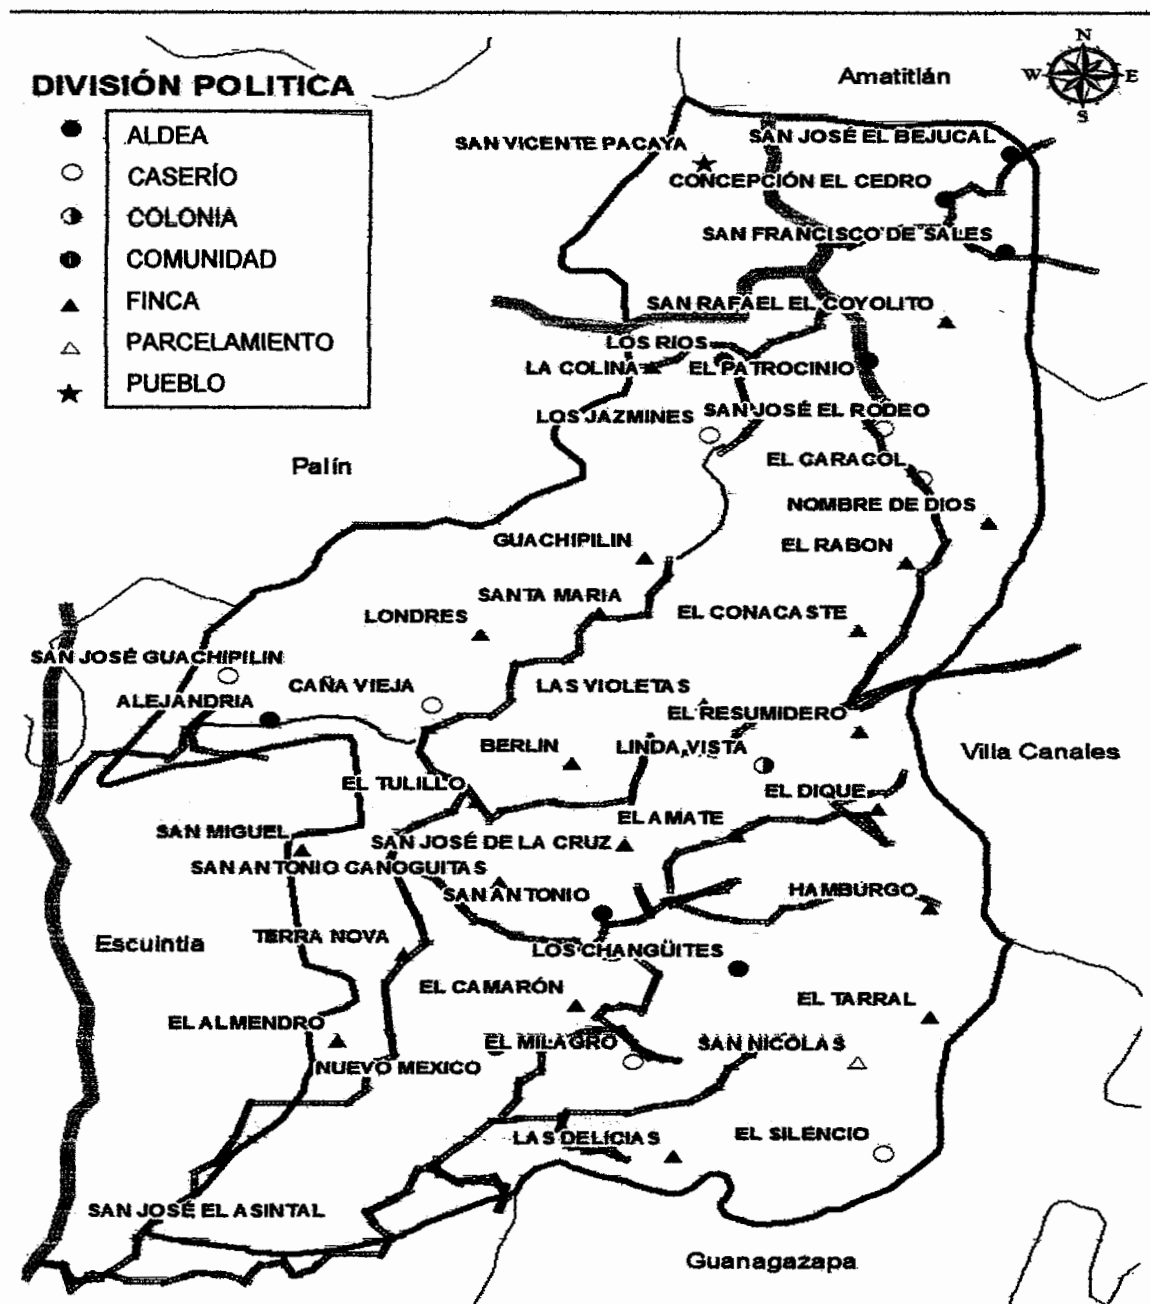 N
Amatitlán
W E
S
DIVISIÓN POLITICA
ALDEA
CASERÍO
COLONIA
COMUNIDAD
FINCA
PARCELAMIENTO
PUEBLO
SAN VICENTE PACAYA
SAN JOSÉ EL BEJUCAL
CONCEPCIÓN EL CEDRO
SAN FRANCISCO DE SALES
SAN RAFAEL EL COYOLITO
LOS RIOS
LA COLINA
EL PATROCINIO
LOS JAZMINES
SAN JOSÉ EL RODEO
Palín
EL CARACOL
NOMBRE DE DIOS
GUACHIPILIN
EL RABON
SANTA MARIA
LONDRES
EL CONACASTE
SAN JOSÉ GUACHIPILIN
CAÑA VIEJA
LAS VIOLETAS
ALEJANDRIA
EL RESUMIDERO
BERLIN
LINDA VISTA
Villa Canales
EL TULILLO
EL DIQUE
EL AMATE
SAN MIGUEL
SAN JOSÉ DE LA CRUZ
SAN ANTONIO CANOGUITAS
SAN ANTONIO
HAMBURGO
Escuintla
TERRA NOVA
LOS CHANGÜITES
EL CAMARÓN
EL TARRAL
EL ALMENDRO
EL MILAGRO
SAN NICOLAS
NUEVO MEXICO
LAS DELICIAS
EL SILENCIO
SAN JOSÉ EL ASINTAL
Guanagazapa